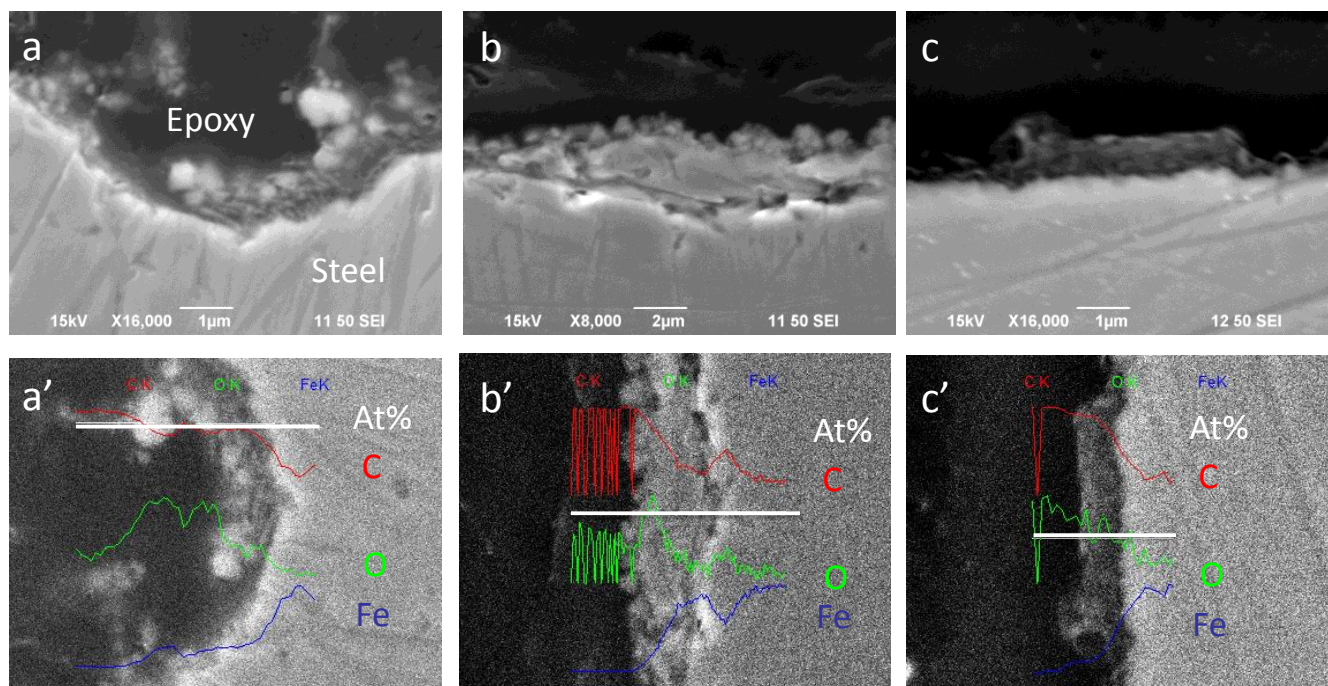 a
Epoxy
Steel
15kV X16,000 1µm 11 50 SEI
b
15kV X8,000 2µm 11 50 SEI
c
15kV X16,000 1µm 12 50 SEI
a'
C K O K FeK
At%
C
O
Fe
b'
C K O K FeK
At%
C
O
c'
C K O K FeK
At%
C
O
Fe